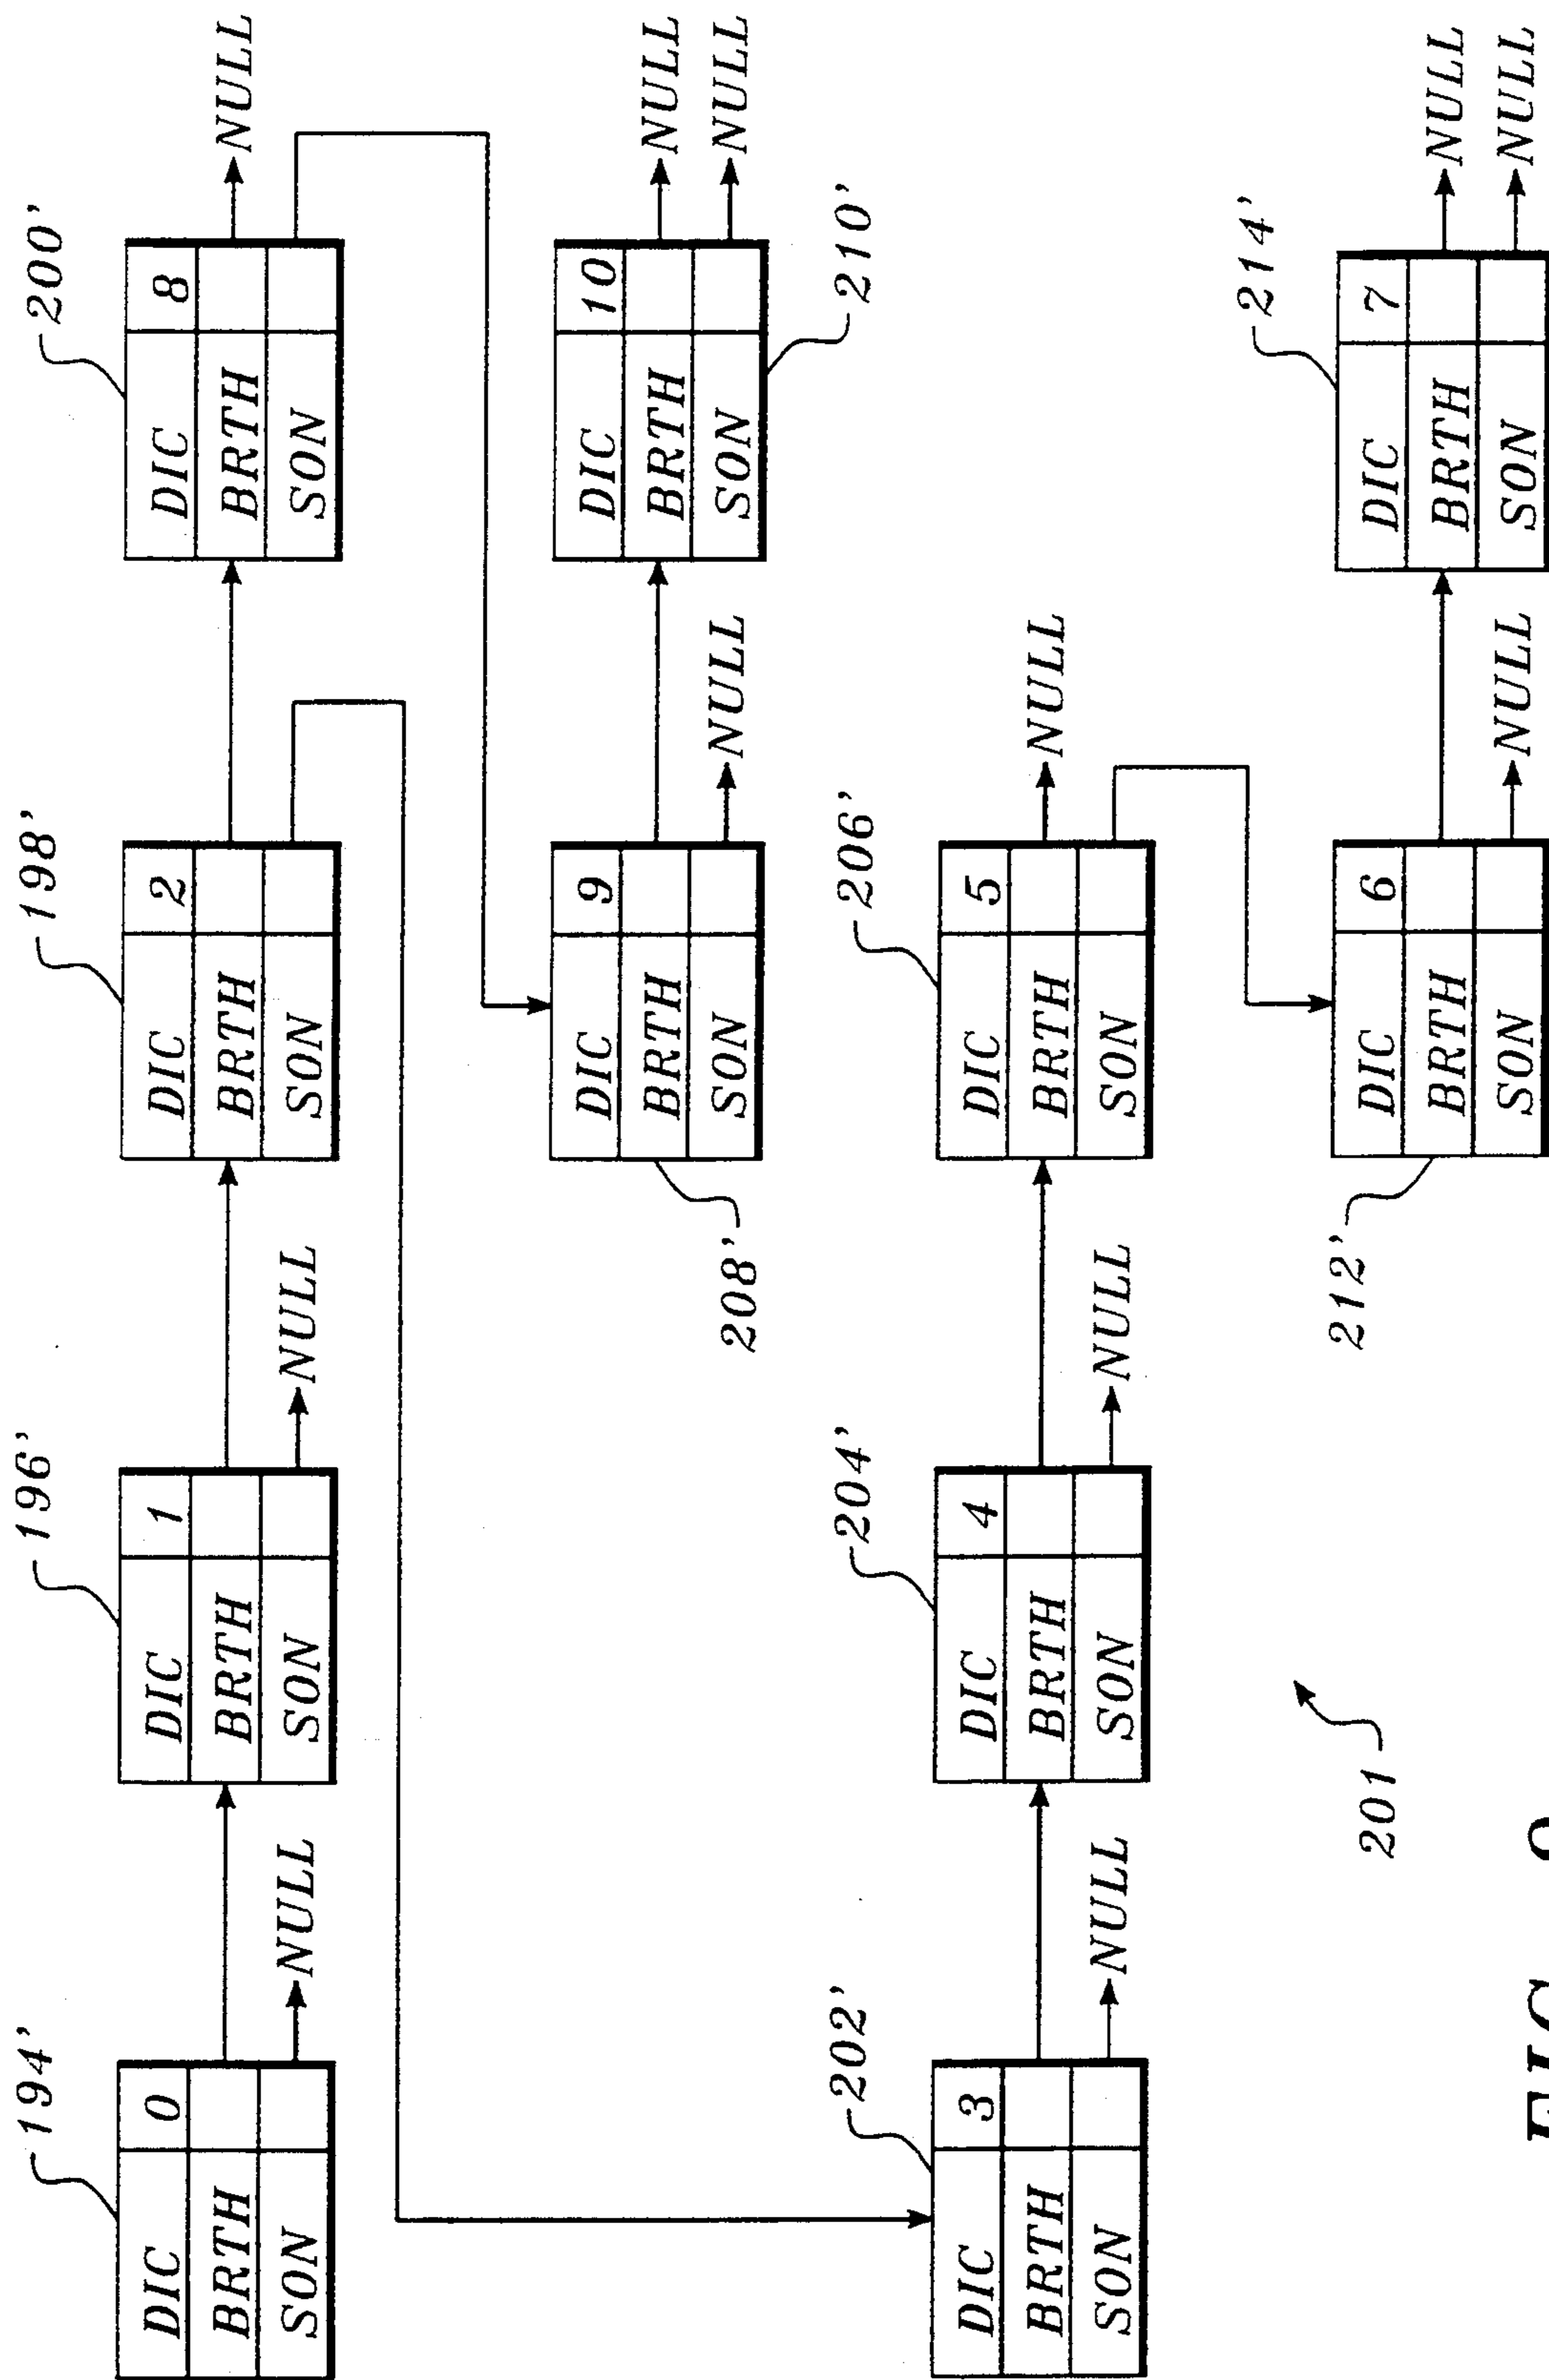 194'
196'
198'
200'
DIC 0
BRTH
SON
NULL
DIC 1
BRTH
SON
NULL
DIC 2
BRTH
SON
DIC 8
BRTH
SON
NULL
DIC 9
BRTH
SON
NULL
208'
DIC 10
BRTH
SON
NULL
NULL
210'
202'
204'
206'
DIC 3
BRTH
SON
NULL
DIC 4
BRTH
SON
NULL
DIC 5
BRTH
SON
NULL
212'
DIC 6
BRTH
SON
NULL
214'
DIC 7
BRTH
SON
NULL
NULL
201
FIG.